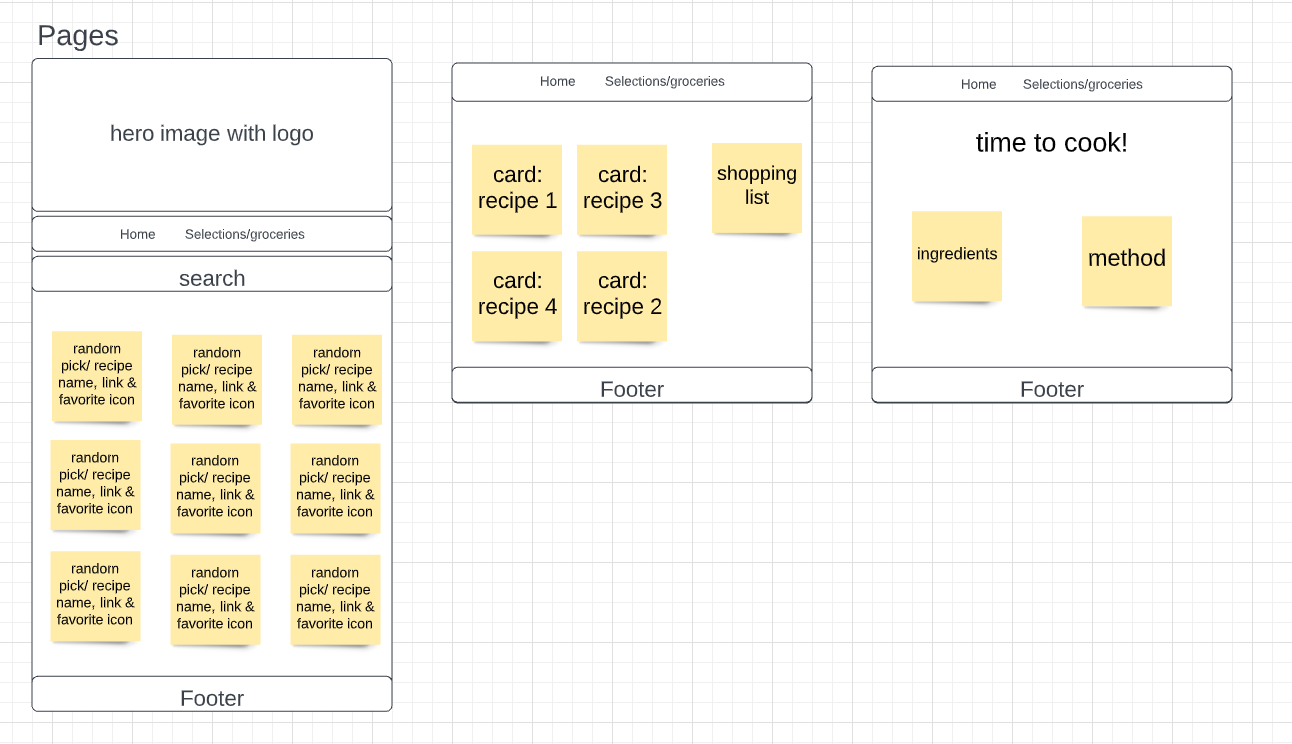 Pages
hero image with logo
Home Selections/groceries
search
random
pick/ recipe
name, link &
favorite icon
random
pick/ recipe
name, link &
favorite icon
random
pick/ recipe
name, link &
favorite icon
random
pick/ recipe
name, link &
favorite icon
random
pick/ recipe
name, link &
favorite icon
random
pick/ recipe
name, link &
favorite icon
random
pick/ recipe
name, link &
favorite icon
random
pick/ recipe
name, link &
favorite icon
random
pick/ recipe
name, link &
favorite icon
Footer
Home Selections/groceries
card:
recipe 1
card:
recipe 3
shopping
list
card:
recipe 4
card:
recipe 2
Footer
Home Selections/groceries
time to cook!
ingredients
method
Footer